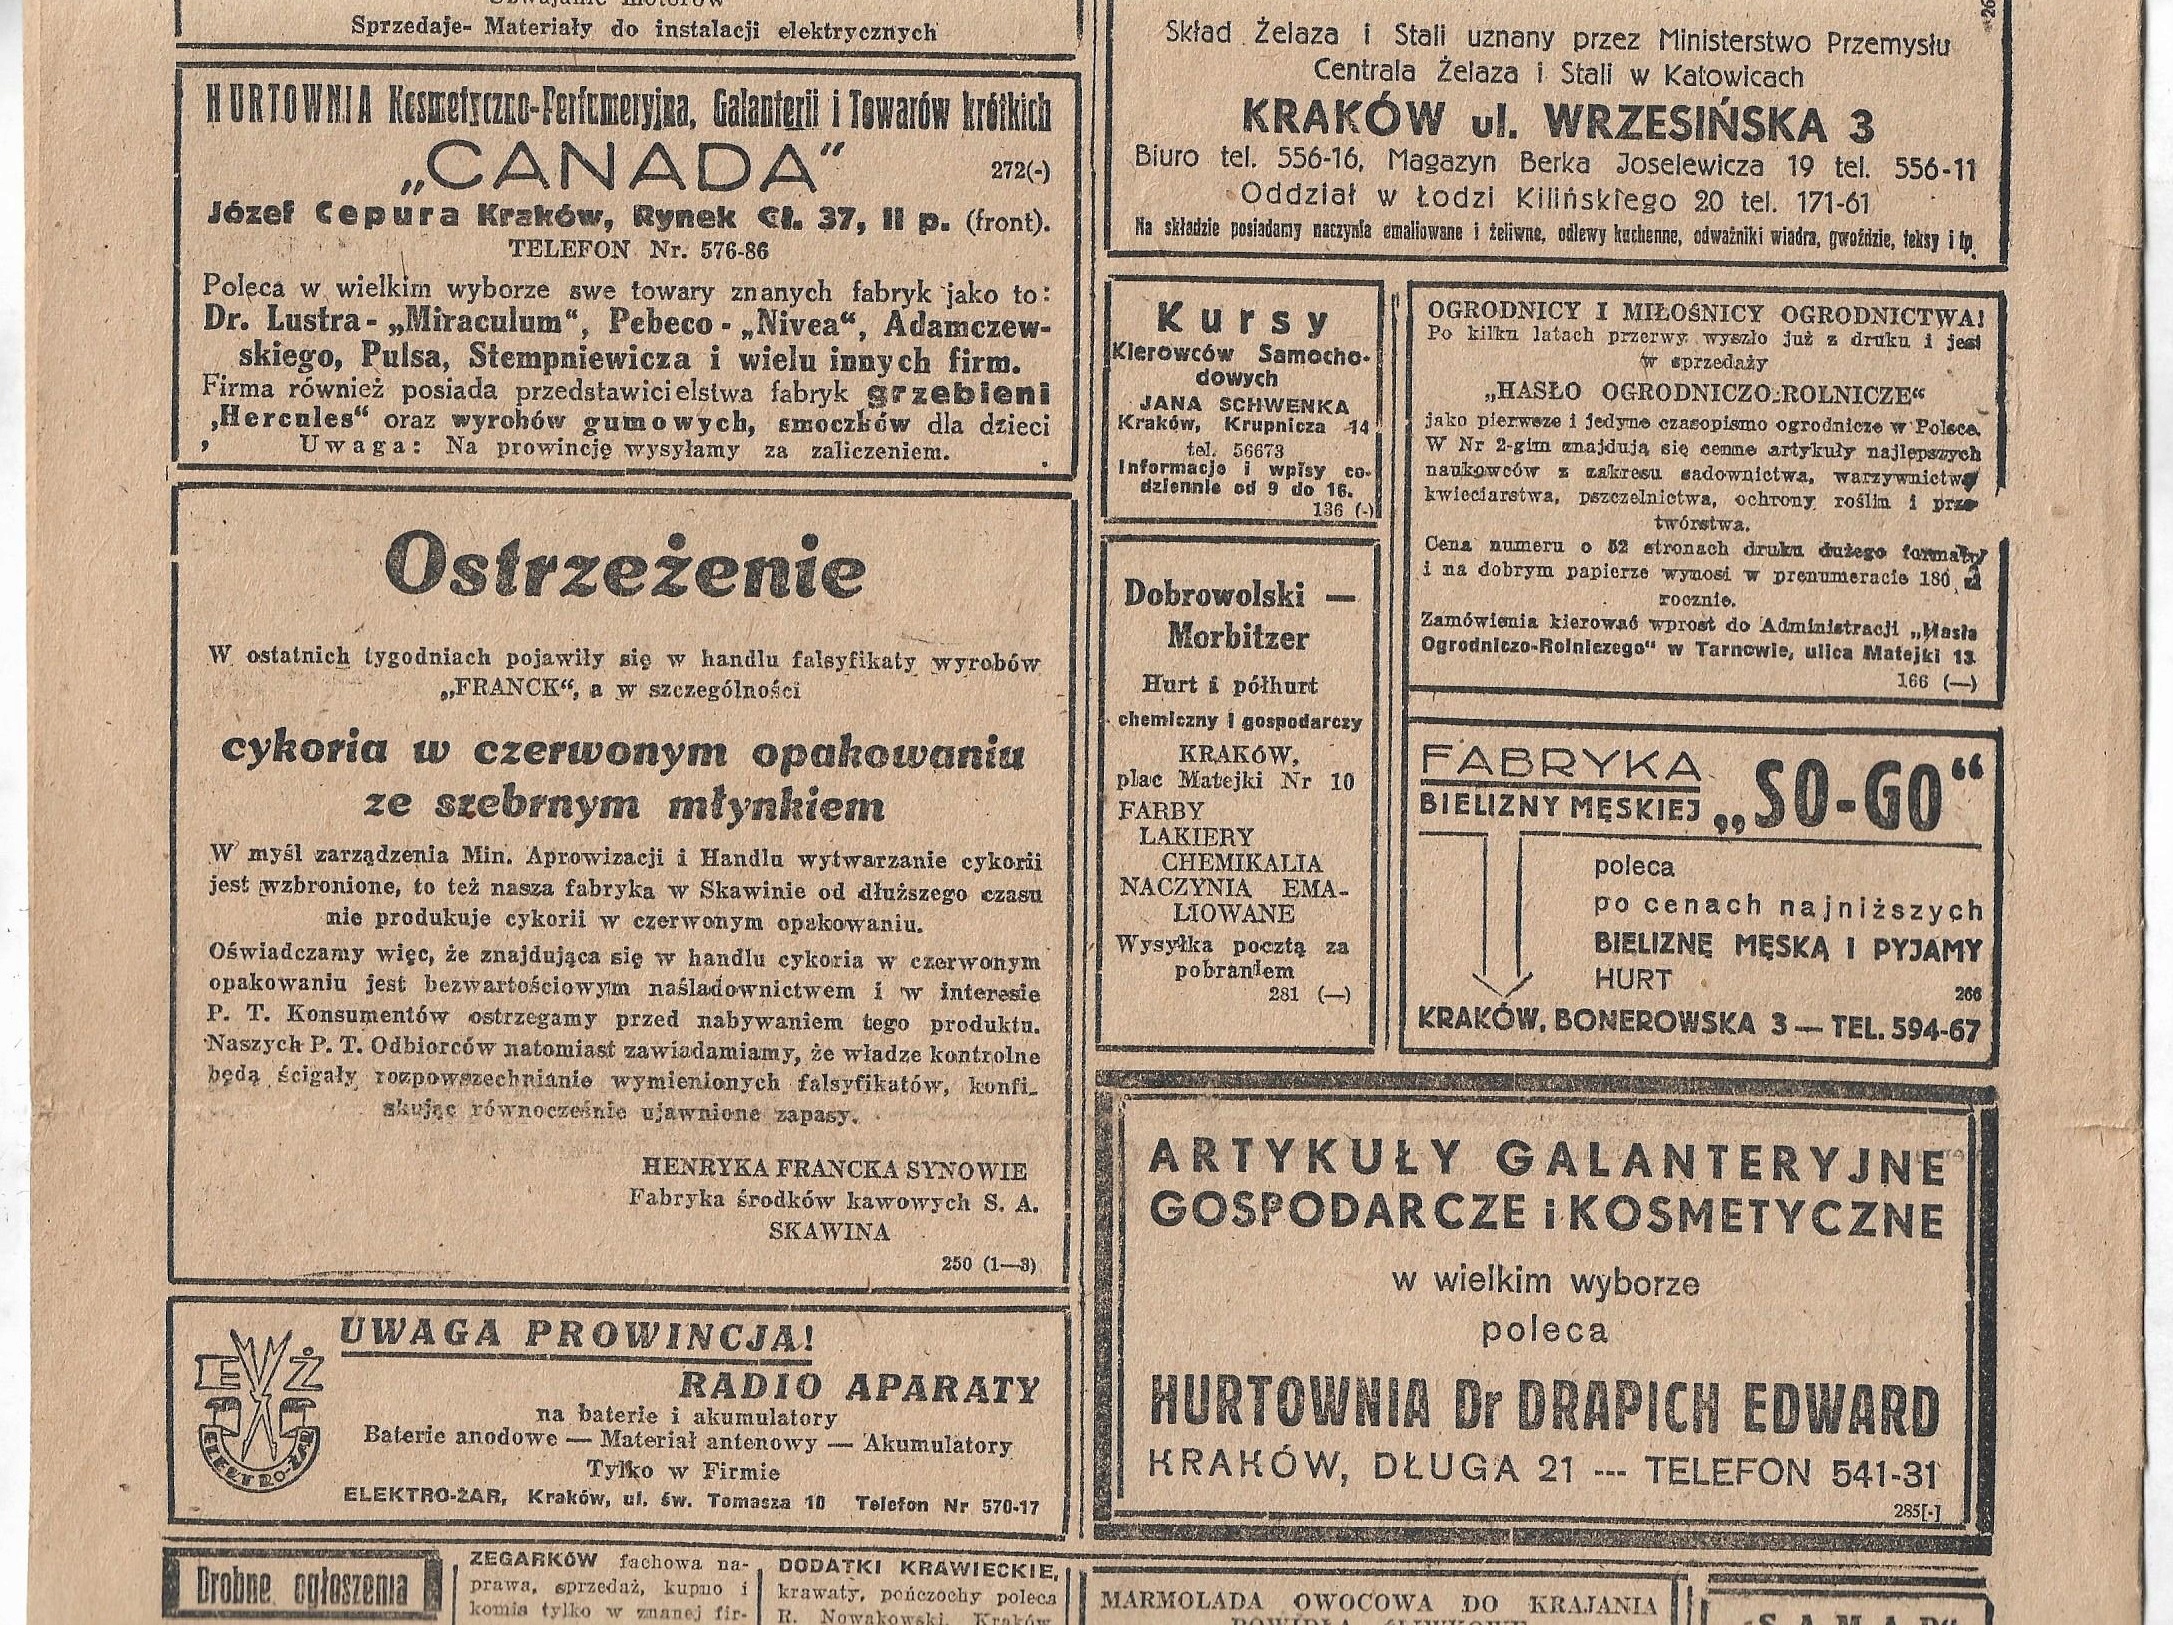 Sprzedaje- Materiały do instalacji elektrycznych
HURTOWNIA Kosmetyczno-Perfumeryjna, Galanterii i Towarów krótkich
„CANADA"
272(-)
Józef Cepura Kraków, Rynek Gł. 37, II p. (front).
TELEFON Nr. 576-86
Poleca w wielkim wyborze swe towary znanych fabryk jako to:
Dr. Lustra - „Miraculum", Pebeco - „Nivea", Adamczew-
skiego, Pulsa, Stempniewicza i wielu innych firm.
Firma również posiada przedstawicielstwa fabryk grzebieni
„Hercules" oraz wyrobów gumowych, smoczków dla dzieci
Uwaga: Na prowincję wysyłamy za zaliczeniem.
Ostrzeżenie
W ostatnich tygodniach pojawiły się w handlu falsyfikaty wyrobów
„FRANCK", a w szczególności
cykoria w czerwonym opakowaniu
ze srebrnym młynkiem
W myśl zarządzenia Min. Aprowizacji i Handlu wytwarzanie cykorii
jest wzbronione, to też nasza fabryka w Skawinie od dłuższego czasu
nie produkuje cykorii w czerwonym opakowaniu.
Oświadczamy więc, że znajdująca się w handlu cykoria w czerwonym
opakowaniu jest bezwartościowym naśladownictwem i w interesie
P. T. Konsumentów ostrzegamy przed nabywaniem tego produktu.
Naszych P. T. Odbiorców natomiast zawiadamiamy, że władze kontrolne
będą ścigały rozpowszechnianie wymienionych falsyfikatów, konfi-
skując równocześnie ujawnione zapasy.
HENRYKA FRANCKA SYNOWIE
Fabryka środków kawowych S. A.
SKAWINA
250 (1—3)
UWAGA PROWINCJA!
EŻ
ELEKTRO-ŻAR
RADIO APARATY
na baterie i akumulatory
Baterie anodowe — Materiał antenowy — Akumulatory
Tylko w Firmie
ELEKTRO-ŻAR, Kraków, ul. św. Tomasza 10 Telefon Nr 570-17
Drobne ogłoszenia
ZEGARKÓW fachowa na-
prawa, sprzedaż, kupno i
komis tylko w znanej fir-
DODATKI KRAWIECKIE,
krawaty, pończochy poleca
R. Nowakowski, Kraków
Skład Żelaza i Stali uznany przez Ministerstwo Przemysłu
Centrala Żelaza i Stali w Katowicach
KRAKÓW ul. WRZESIŃSKA 3
Biuro tel. 556-16, Magazyn Berka Joselewicza 19 tel. 556-11
Oddział w Łodzi Kilińskiego 20 tel. 171-61
Na składzie posiadamy naczynia emaliowane i żeliwne, odlewy kuchenne, odważniki wiadra, gwoździe, teksy i tp.
Kursy
Kierowców Samocho-
dowych
JANA SCHWENKA
Kraków, Krupnicza 14
tel. 56673
Informacje i wpisy co-
dziennie od 9 do 16.
136 (-)
Dobrowolski —
Morbitzer
Hurt i półhurt
chemiczny i gospodarczy
KRAKÓW,
plac Matejki Nr 10
FARBY
LAKIERY
CHEMIKALIA
NACZYNIA EMA-
LIOWANE
Wysyłka pocztą za
pobraniem
281 (—)
OGRODNICY I MIŁOŚNICY OGRODNICTWA!
Po kilku latach przerwy wyszło już z druku i jest
w sprzedaży
„HASŁO OGRODNICZO-ROLNICZE"
jako pierwsze i jedyne czasopismo ogrodnicze w Polsce.
W Nr 2-gim znajdują się cenne artykuły najlepszych
naukowców z zakresu sadownictwa, warzywnictwa
kwieciarstwa, pszczelnictwa, ochrony roślin i prze
twórstwa.
Cena numeru o 52 stronach druku dużego formatu
i na dobrym papierze wynosi w prenumeracie 180 zł
rocznie.
Zamówienia kierować wprost do Administracji „Hasła
Ogrodniczo-Rolniczego" w Tarnowie, ulica Matejki 13
166 (—)
FABRYKA
BIELIZNY MĘSKIEJ „SO-GO"
poleca
po cenach najniższych
BIELIZNĘ MĘSKĄ I PYJAMY
HURT
266
KRAKÓW, BONEROWSKA 3 — TEL. 594-67
ARTYKUŁY GALANTERYJNE
GOSPODARCZE i KOSMETYCZNE
w wielkim wyborze
poleca
HURTOWNIA Dr DRAPICH EDWARD
KRAKÓW, DŁUGA 21 --- TELEFON 541-31
285[-]
MARMOLADA OWOCOWA DO KRAJANIA